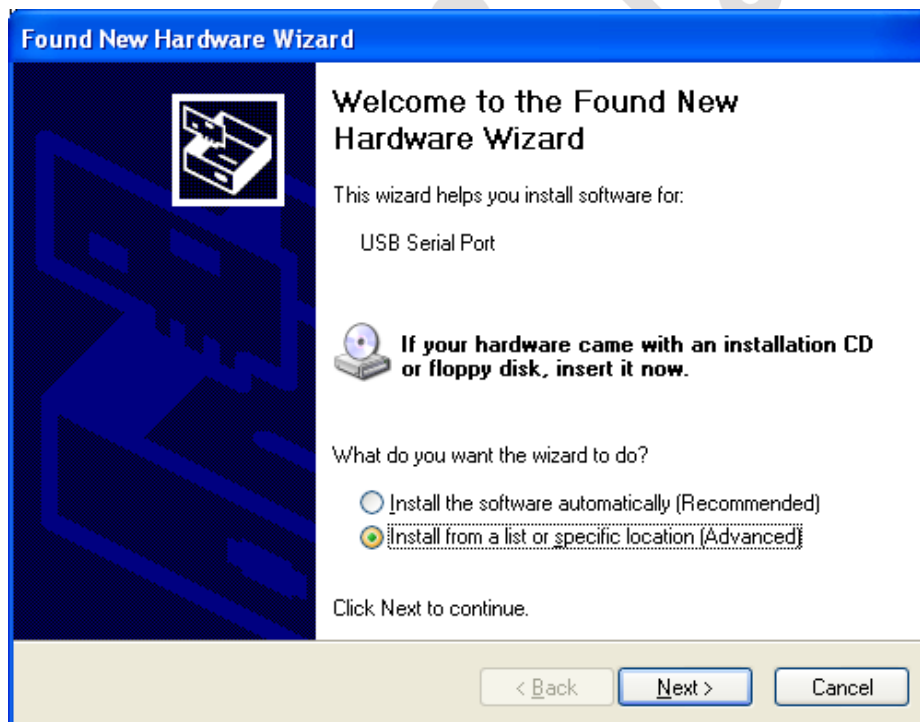 Found New Hardware Wizard
Welcome to the Found New
Hardware Wizard
This wizard helps you install software for:
USB Serial Port
If your hardware came with an installation CD
or floppy disk, insert it now.
What do you want the wizard to do?
Install the software automatically (Recommended)
Install from a list or specific location (Advanced)
Click Next to continue.
< Back
Next >
Cancel